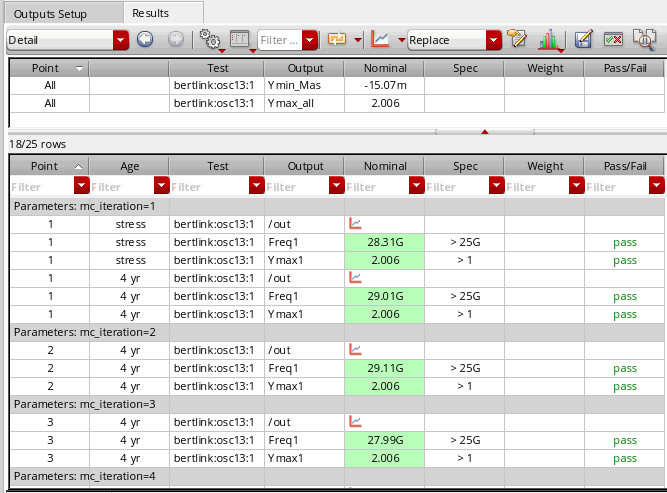 Outputs Setup Results
Detail Filter ... Replace
Point Test Output Nominal Spec Weight Pass/Fail
All bertlink:osc13:1 Ymin_Mas -15.07m
All bertlink:osc13:1 Ymax_all 2.006
18/25 rows
Point Age Test Output Nominal Spec Weight Pass/Fail
Filter Filter Filter Filter Filter Filter Filter Filter
Parameters: mc_iteration=1
1 stress bertlink:osc13:1 /out
1 stress bertlink:osc13:1 Freq1 28.31G > 25G pass
1 stress bertlink:osc13:1 Ymax1 2.006 > 1 pass
1 4 yr bertlink:osc13:1 /out
1 4 yr bertlink:osc13:1 Freq1 29.01G > 25G pass
1 4 yr bertlink:osc13:1 Ymax1 2.006 > 1 pass
Parameters: mc_iteration=2
2 4 yr bertlink:osc13:1 /out
2 4 yr bertlink:osc13:1 Freq1 29.11G > 25G pass
2 4 yr bertlink:osc13:1 Ymax1 2.006 > 1 pass
Parameters: mc_iteration=3
3 4 yr bertlink:osc13:1 /out
3 4 yr bertlink:osc13:1 Freq1 27.99G > 25G pass
3 4 yr bertlink:osc13:1 Ymax1 2.006 > 1 pass
Parameters: mc_iteration=4